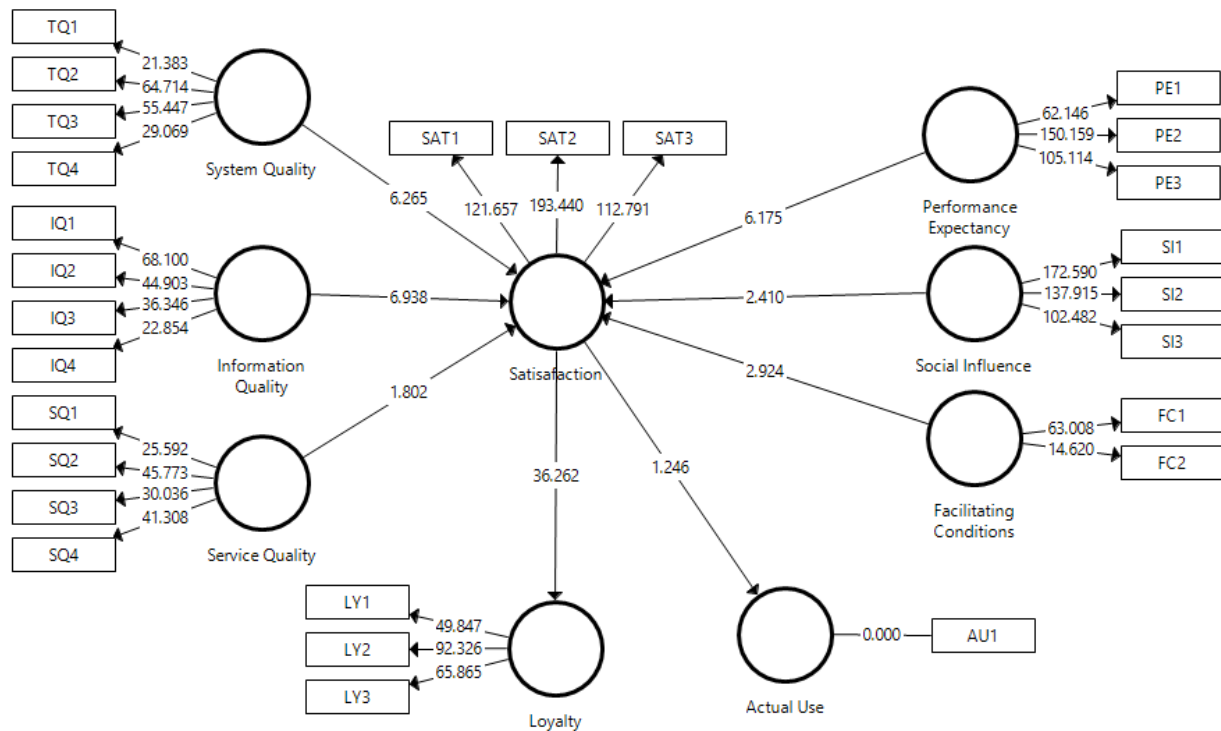 TQ1
21.383
TQ2
64.714
TQ3
55.447
29.069
TQ4
System Quality
SAT1
SAT2
SAT3
121.657
193.440
112.791
PE1
62.146
PE2
150.159
105.114
PE3
Performance
Expectancy
6.265
6.175
IQ1
68.100
IQ2
44.903
IQ3
36.346
22.854
IQ4
Information
Quality
6.938
2.410
SI1
172.590
SI2
137.915
102.482
SI3
Social Influence
Satisafaction
1.802
2.924
SQ1
25.592
SQ2
45.773
SQ3
30.036
41.308
SQ4
Service Quality
FC1
63.008
14.620
FC2
Facilitating
Conditions
36.262
1.246
LY1
49.847
LY2
92.326
65.865
LY3
Loyalty
0.000
AU1
Actual Use